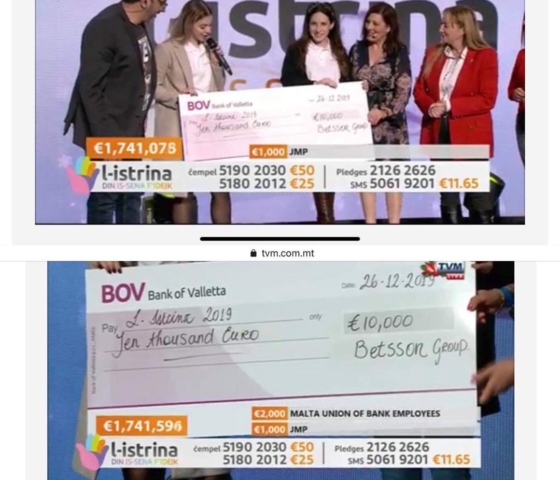 istrina
BOV Bank of Valletta
26-12-2019
L-Istrina 2019
Ten thousand Euro
€10,000
Betsson Group
€1,741,078
€1,000 JMP
l-istrina
DIN IS-SENA F'IDEJK
ċempel 5190 2030 €50
5180 2012 €25
Pledges 2126 2626
SMS 5061 9201 €11.65
tvm.com.mt
TVM
BOV Bank of Valletta
Date 26-12-2019
Pay L-Istrina 2019 only
€10,000
Ten thousand Euro
Betsson Group
€1,741,596
€2,000 MALTA UNION OF BANK EMPLOYEES
€1,000 JMP
l-istrina
DIN IS-SENA F'IDEJK
ċempel 5190 2030 €50
5180 2012 €25
Pledges 2126 2626
SMS 5061 9201 €11.65